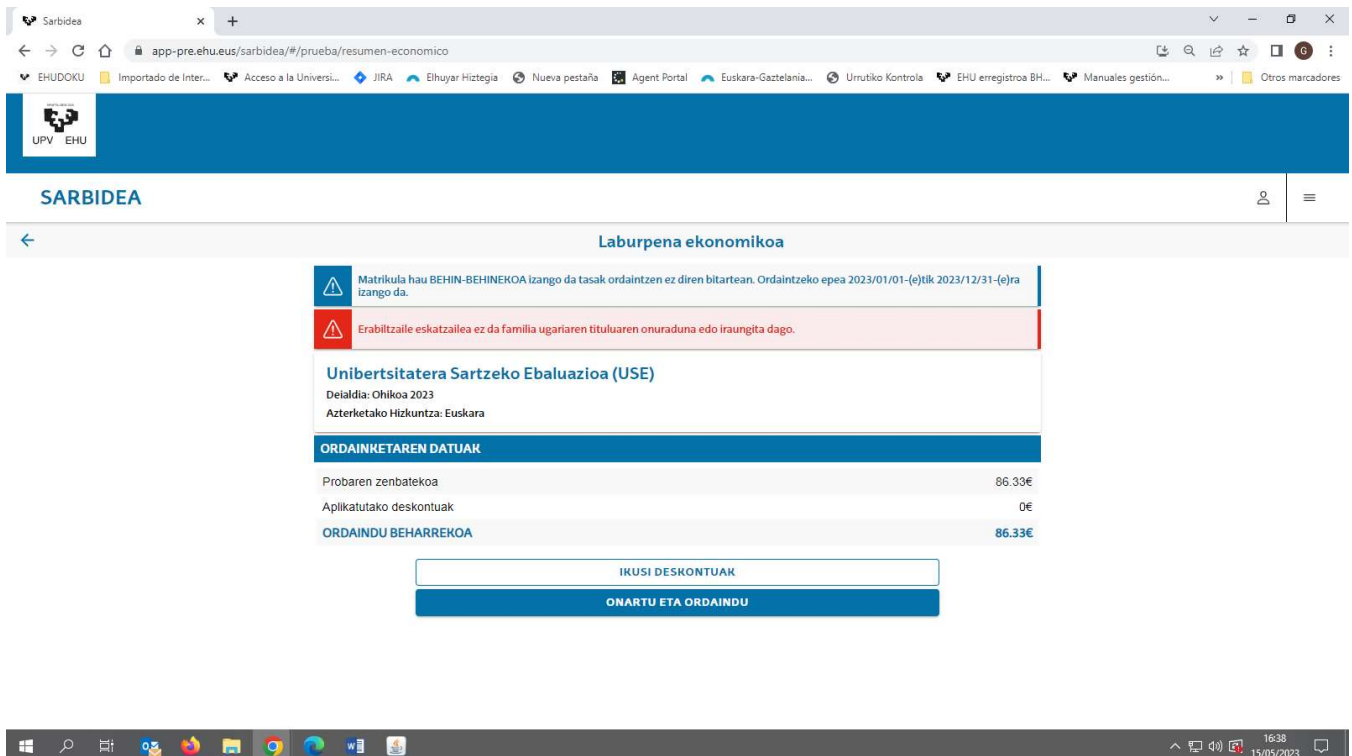 Sarbidea
app-pre.ehu.eus/sarbidea/#/prueba/resumen-economico
G
EHUDOKU Importado de Inter... Acceso a la Universi... JIRA Elhuyar Hiztegia Nueva pestaña Agent Portal Euskara-Gaztelania... Urrutiko Kontrola EHU erregistroa BH... Manuales gestión... » Otros marcadores
UPV EHU
SARBIDEA
Laburpena ekonomikoa
Matrikula hau BEHIN-BEHINEKOA izango da tasak ordaintzen ez diren bitartean. Ordaintzeko epea 2023/01/01-(e)tik 2023/12/31-(e)ra
izango da.
Erabiltzaile eskatzailea ez da familia ugariaren tituluaren onuraduna edo iraungita dago.
Unibertsitatera Sartzeko Ebaluazioa (USE)
Deialdia: Ohikoa 2023
Azterketako Hizkuntza: Euskara
ORDAINKETAREN DATUAK
Probaren zenbatekoa 86.33€
Aplikatutako deskontuak 0€
ORDAINDU BEHARREKOA 86.33€
IKUSI DESKONTUAK
ONARTU ETA ORDAINDU
16:38
15/05/2023